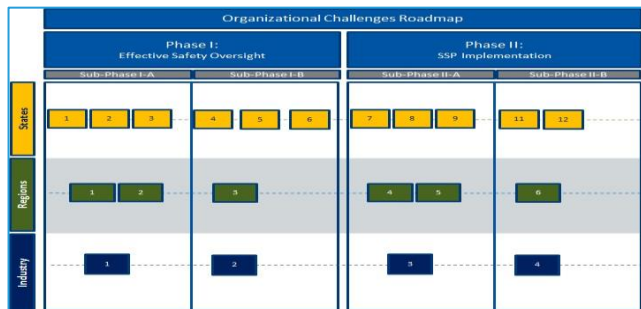 Organizational Challenges Roadmap
Phase I:
Effective Safety Oversight
Phase II:
SSP Implementation
Sub-Phase I-A
Sub-Phase I-B
Sub-Phase II-A
Sub-Phase II-B
States
1 2 3 4 5 6 7 8 9 11 12
Regions
1 2 3 4 5 6
Industry
1 2 3 4